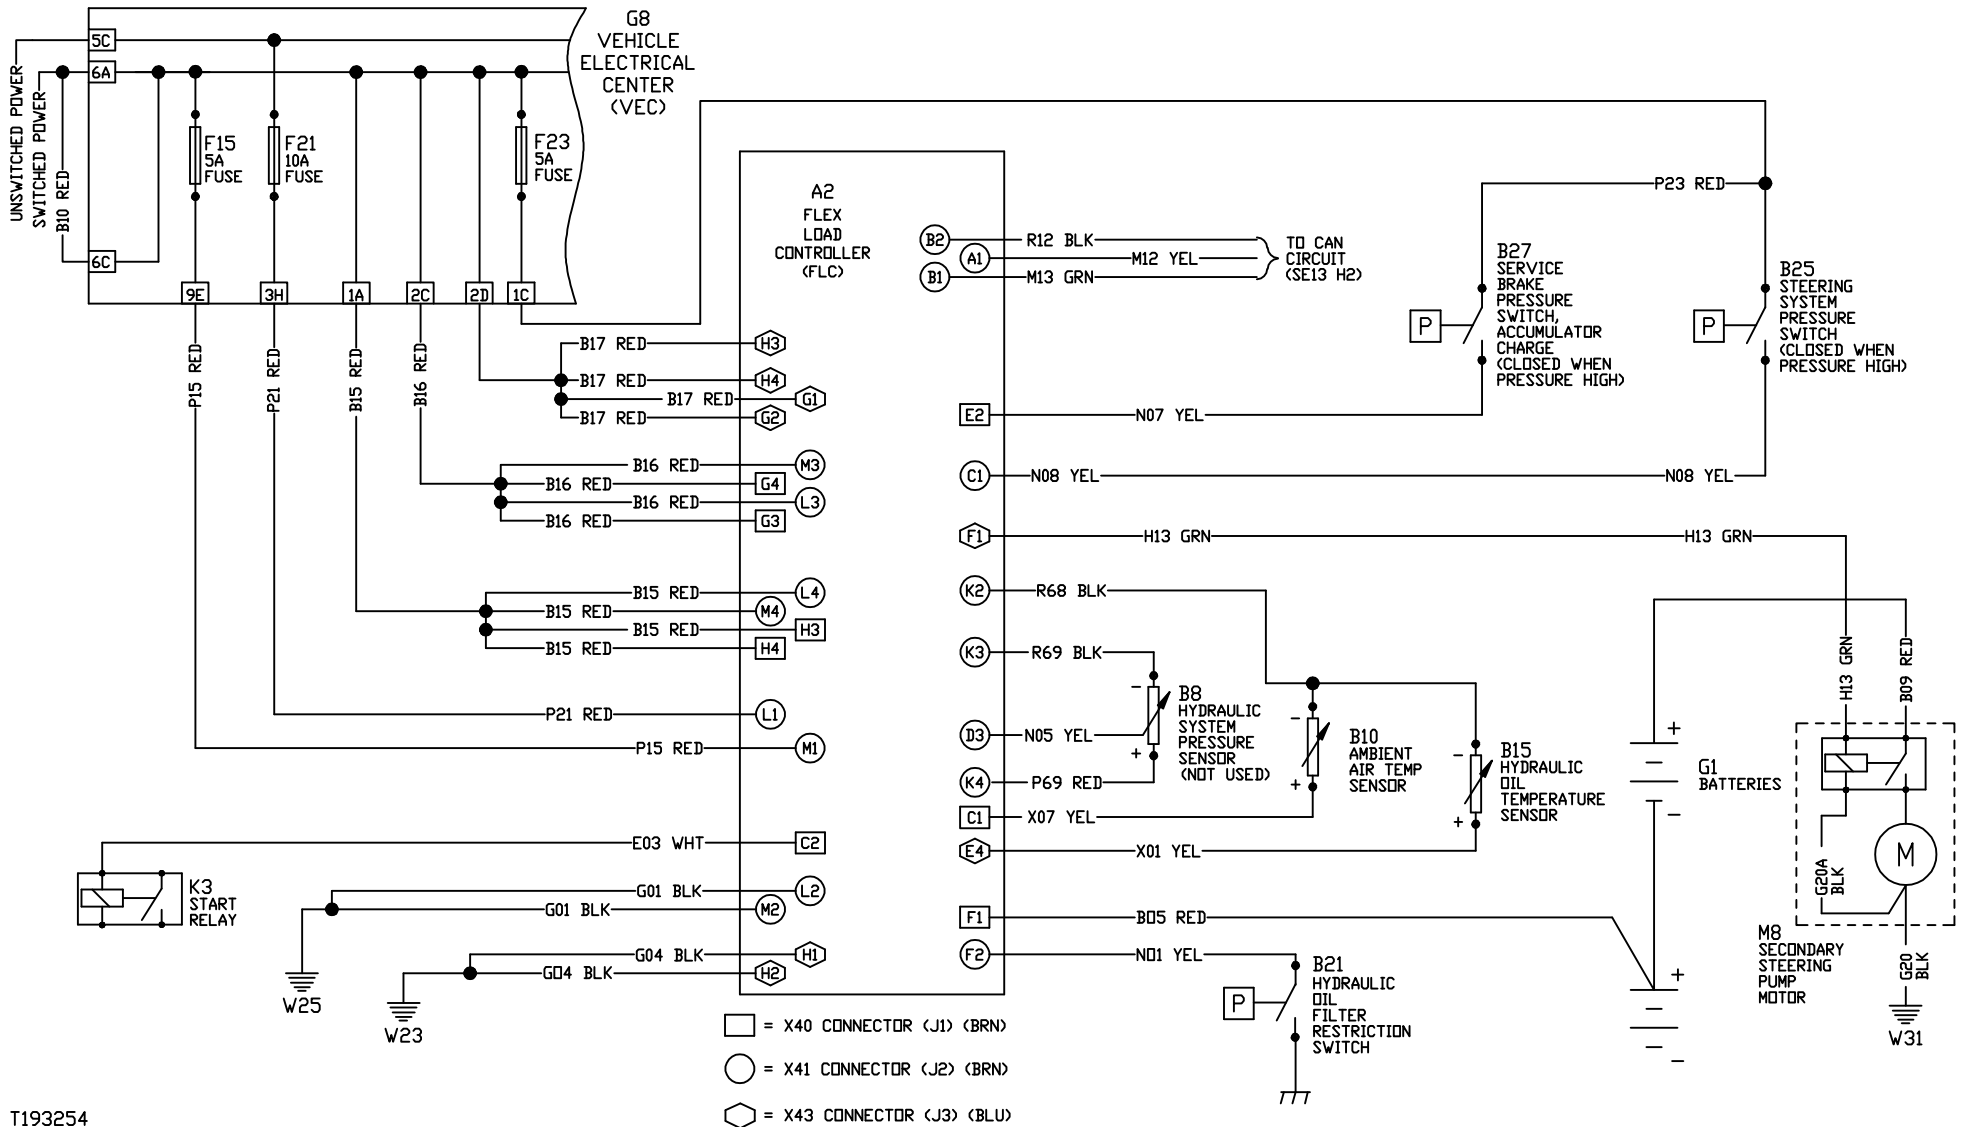 G8
VEHICLE
ELECTRICAL
CENTER
(VEC)
UNSWITCHED POWER
SWITCHED POWER
B10 RED
5C
6A
6C
F15
5A
FUSE
F21
10A
FUSE
F23
5A
FUSE
9E
3H
1A
2C
2D
1C
P15 RED
P21 RED
B15 RED
B16 RED
A2
FLEX
LOAD
CONTROLLER
(FLC)
B17 RED
H3
B17 RED
H4
B17 RED
G1
B17 RED
G2
B16 RED
M3
B16 RED
G4
B16 RED
L3
B16 RED
G3
B15 RED
L4
B15 RED
M4
B15 RED
H3
B15 RED
H4
P21 RED
L1
P15 RED
M1
E03 WHT
C2
K3
START
RELAY
G01 BLK
L2
G01 BLK
M2
G04 BLK
H1
G04 BLK
H2
W25
W23
B2
R12 BLK
A1
M12 YEL
B1
M13 GRN
TO CAN
CIRCUIT
(SE13 H2)
P23 RED
B27
SERVICE
BRAKE
PRESSURE
SWITCH,
ACCUMULATOR
CHARGE
(CLOSED WHEN
PRESSURE HIGH)
P
B25
STEERING
SYSTEM
PRESSURE
SWITCH
(CLOSED WHEN
PRESSURE HIGH)
P
E2
N07 YEL
C1
N08 YEL
N08 YEL
F1
H13 GRN
H13 GRN
K2
R68 BLK
K3
R69 BLK
D3
N05 YEL
K4
P69 RED
C1
X07 YEL
E4
X01 YEL
F1
B05 RED
F2
N01 YEL
-
+
B8
HYDRAULIC
SYSTEM
PRESSURE
SENSOR
(NOT USED)
-
+
B10
AMBIENT
AIR TEMP
SENSOR
-
+
B15
HYDRAULIC
OIL
TEMPERATURE
SENSOR
+
G1
BATTERIES
-
+
-
H13 GRN
B09 RED
G20A
BLK
M
M8
SECONDARY
STEERING
PUMP
MOTOR
G20
BLK
W31
P
B21
HYDRAULIC
OIL
FILTER
RESTRICTION
SWITCH
= X40 CONNECTOR (J1) (BRN)
= X41 CONNECTOR (J2) (BRN)
= X43 CONNECTOR (J3) (BLU)
T193254